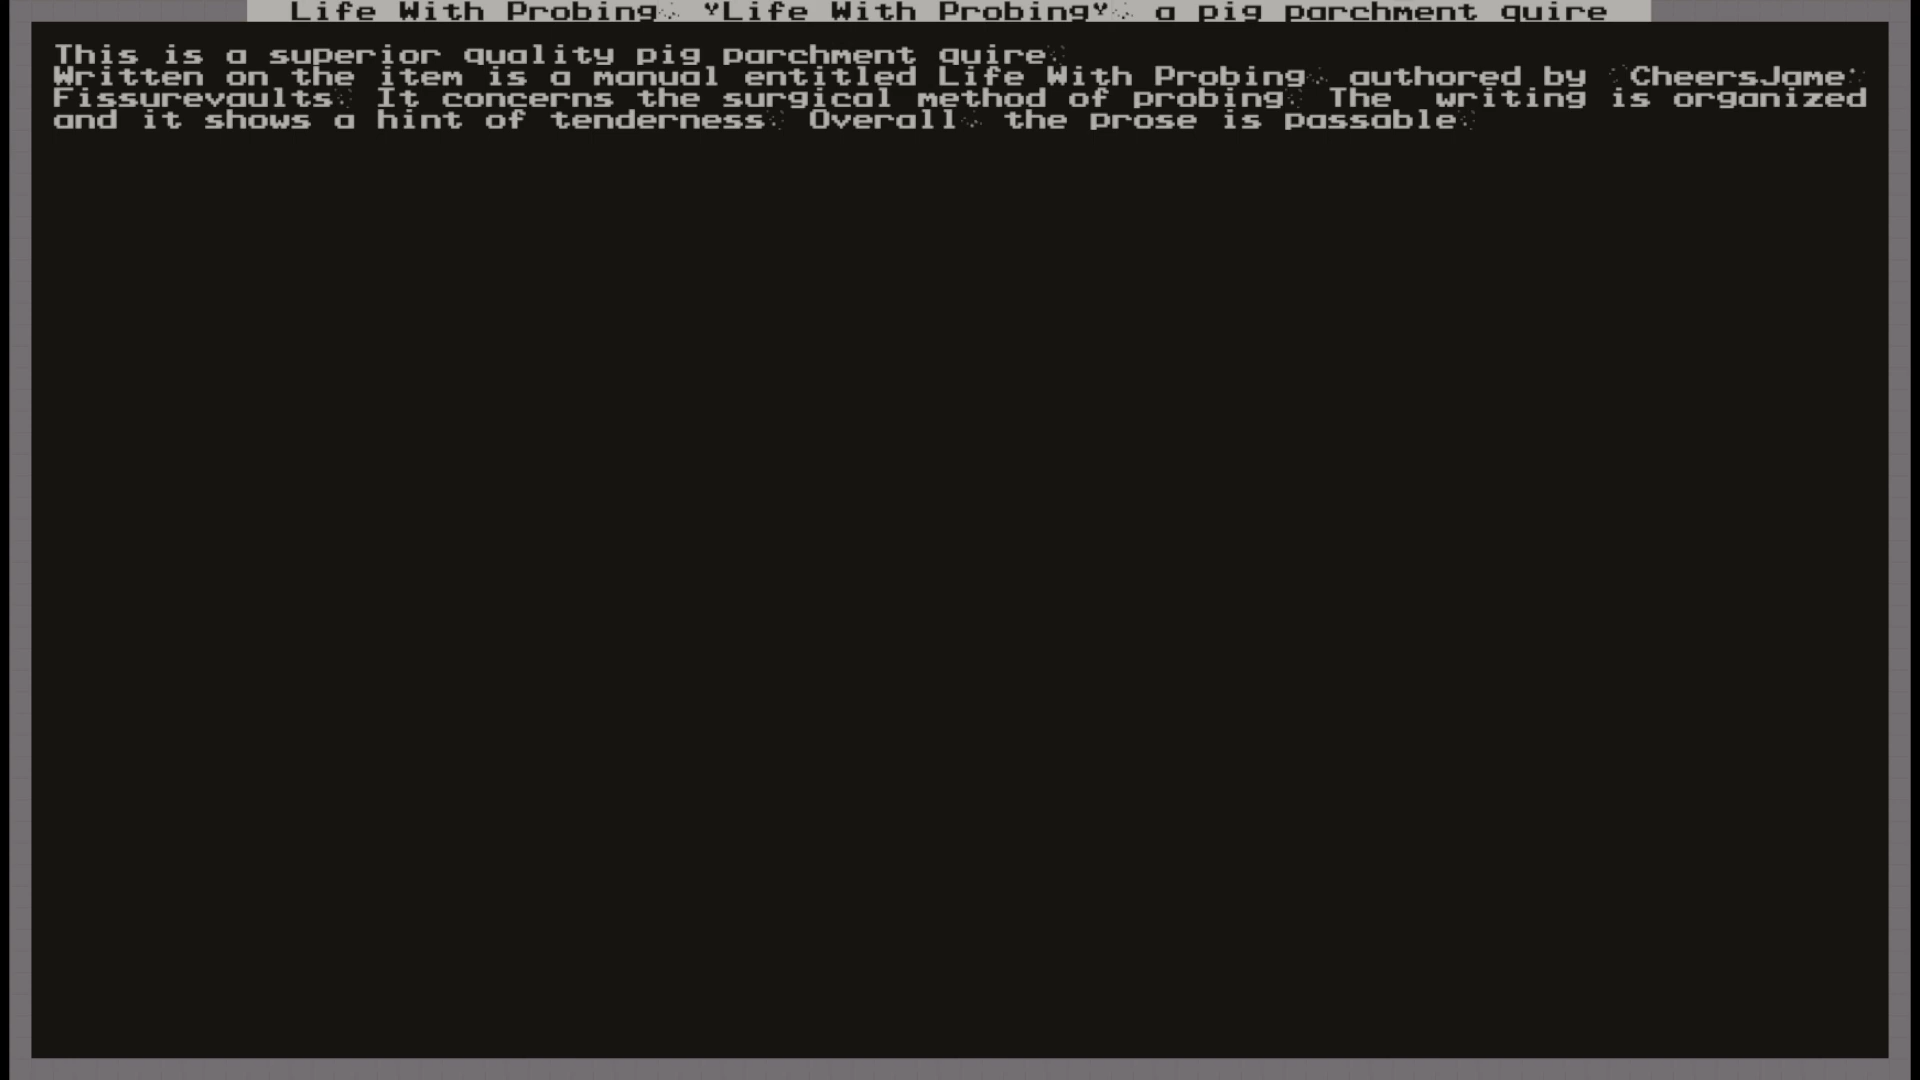 Life With Probing, "Life With Probing", a pig parchment quire
This is a superior quality pig parchment quire.
Written on the item is a manual entitled Life With Probing, authored by 'CheersJame'
Fissurevaults. It concerns the surgical method of probing. The writing is organized
and it shows a hint of tenderness. Overall, the prose is passable.